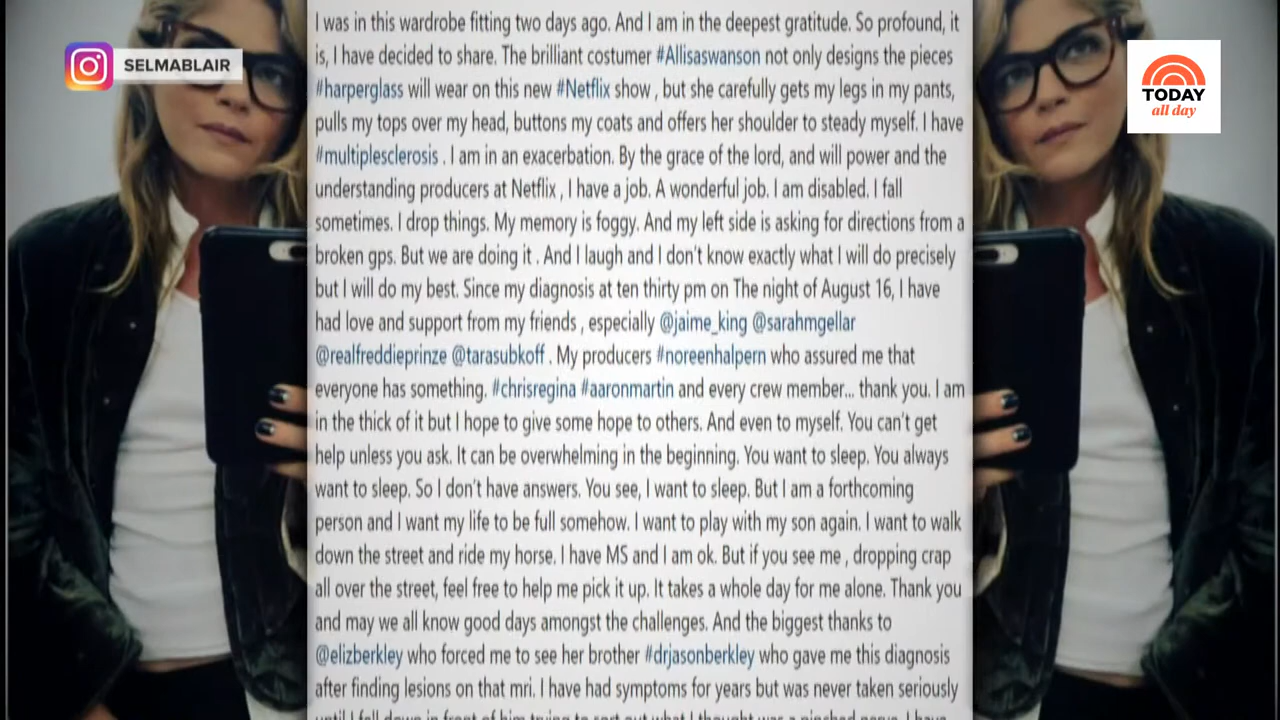 SELMABLAIR
TODAY
all day
I was in this wardrobe fitting two days ago. And I am in the deepest gratitude. So profound, it
is, I have decided to share. The brilliant costumer #Allisaswanson not only designs the pieces
#harperglass will wear on this new #Netflix show , but she carefully gets my legs in my pants,
pulls my tops over my head, buttons my coats and offers her shoulder to steady myself. I have
#multiplesclerosis . I am in an exacerbation. By the grace of the lord, and will power and the
understanding producers at Netflix , I have a job. A wonderful job. I am disabled. I fall
sometimes. I drop things. My memory is foggy. And my left side is asking for directions from a
broken gps. But we are doing it . And I laugh and I don't know exactly what I will do precisely
but I will do my best. Since my diagnosis at ten thirty pm on The night of August 16, I have
had love and support from my friends , especially @jaime_king @sarahmgellar
@realfreddieprinze @tarasubkoff . My producers #noreenhalpern who assured me that
everyone has something. #chrisregina #aaronmartin and every crew member... thank you. I am
in the thick of it but I hope to give some hope to others. And even to myself. You can't get
help unless you ask. It can be overwhelming in the beginning. You want to sleep. You always
want to sleep. So I don't have answers. You see, I want to sleep. But I am a forthcoming
person and I want my life to be full somehow. I want to play with my son again. I want to walk
down the street and ride my horse. I have MS and I am ok. But if you see me , dropping crap
all over the street, feel free to help me pick it up. It takes a whole day for me alone. Thank you
and may we all know good days amongst the challenges. And the biggest thanks to
@elizberkley who forced me to see her brother #drjasonberkley who gave me this diagnosis
after finding lesions on that mri. I have had symptoms for years but was never taken seriously
until I fell down in front of him trying to sort out what I thought was a pinched nerve. I have